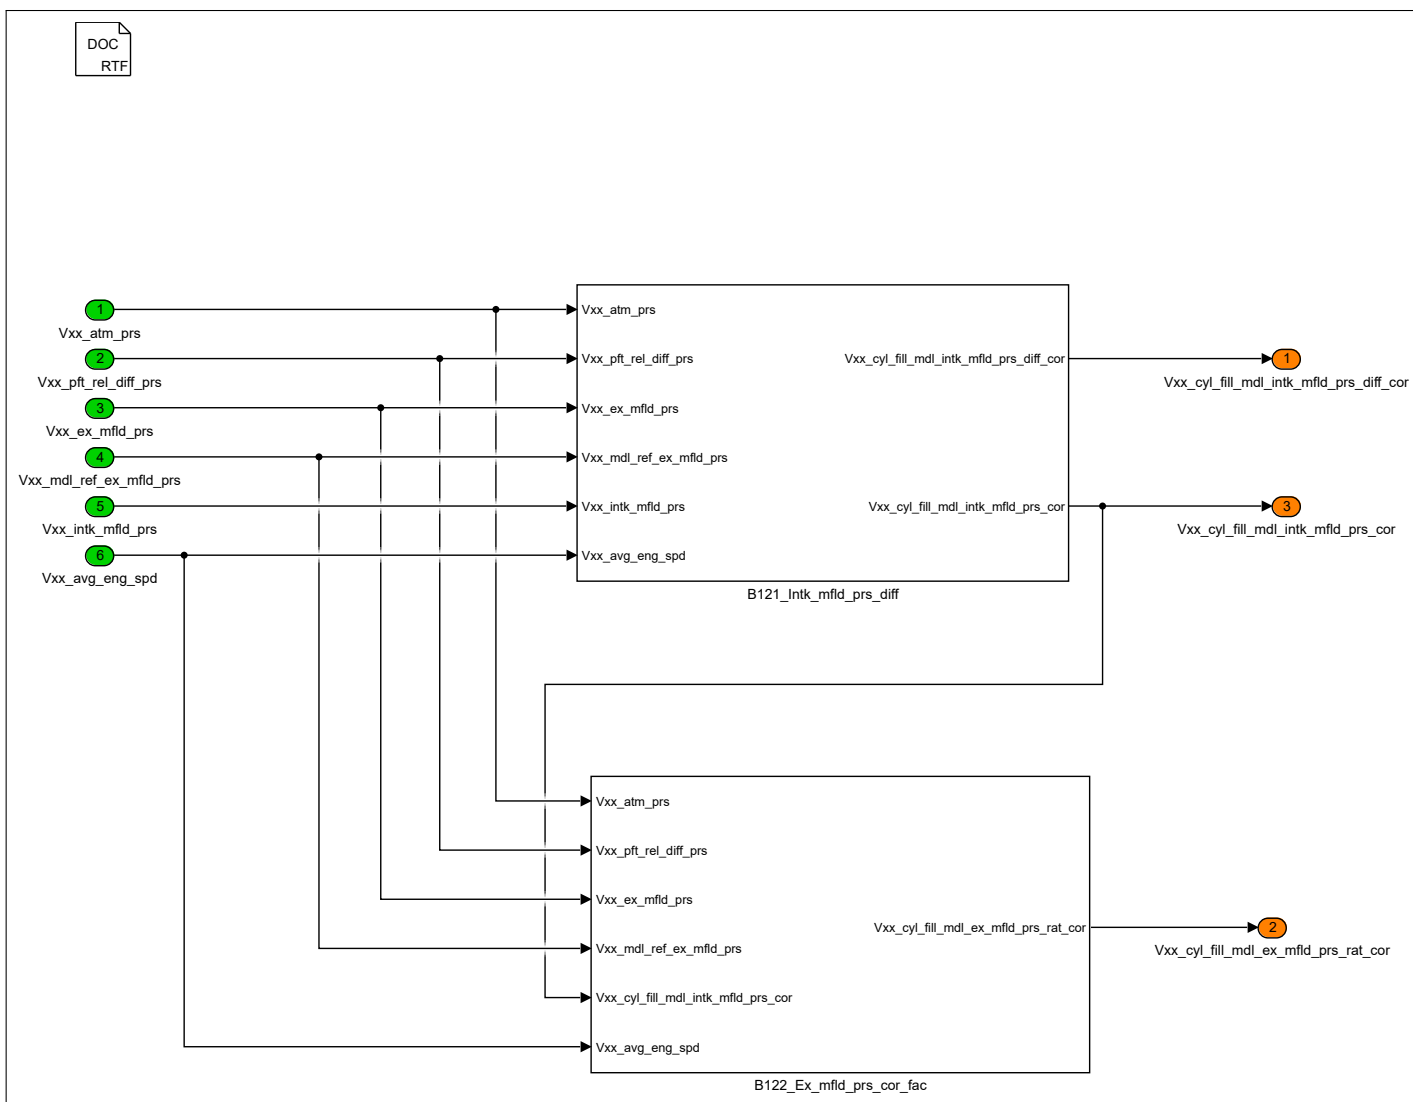 DOC
RTF
1
Vxx_atm_prs
2
Vxx_pft_rel_diff_prs
3
Vxx_ex_mfld_prs
4
Vxx_mdl_ref_ex_mfld_prs
5
Vxx_intk_mfld_prs
6
Vxx_avg_eng_spd
Vxx_atm_prs
Vxx_pft_rel_diff_prs
Vxx_ex_mfld_prs
Vxx_mdl_ref_ex_mfld_prs
Vxx_intk_mfld_prs
Vxx_avg_eng_spd
Vxx_cyl_fill_mdl_intk_mfld_prs_diff_cor
Vxx_cyl_fill_mdl_intk_mfld_prs_cor
B121_Intk_mfld_prs_diff
1
Vxx_cyl_fill_mdl_intk_mfld_prs_diff_cor
3
Vxx_cyl_fill_mdl_intk_mfld_prs_cor
Vxx_atm_prs
Vxx_pft_rel_diff_prs
Vxx_ex_mfld_prs
Vxx_mdl_ref_ex_mfld_prs
Vxx_cyl_fill_mdl_intk_mfld_prs_cor
Vxx_avg_eng_spd
Vxx_cyl_fill_mdl_ex_mfld_prs_rat_cor
B122_Ex_mfld_prs_cor_fac
2
Vxx_cyl_fill_mdl_ex_mfld_prs_rat_cor